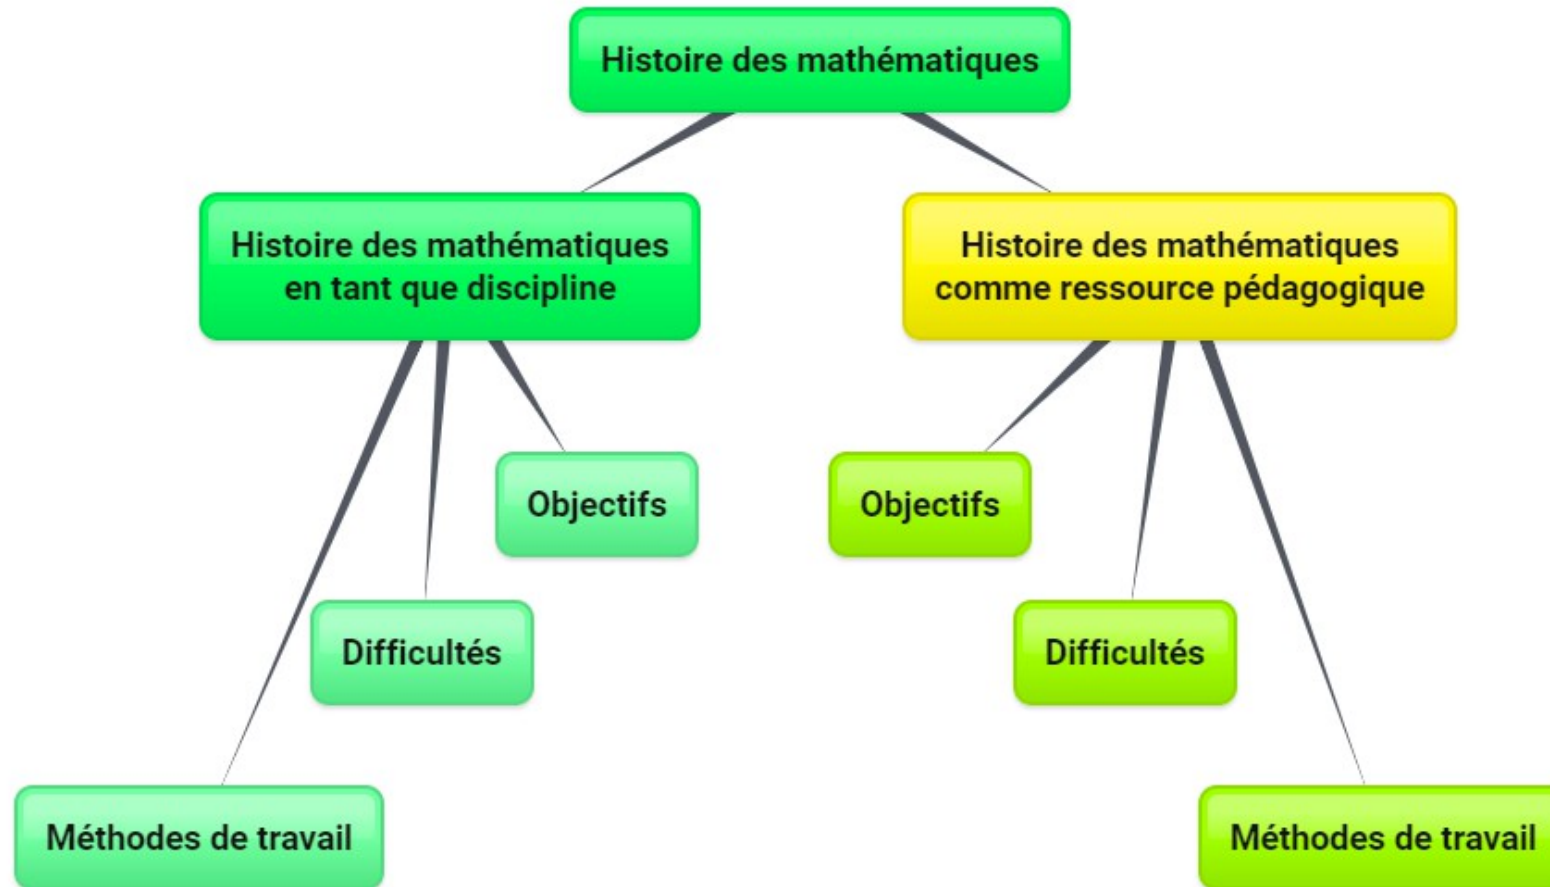 Histoire des mathématiques
Histoire des mathématiques
en tant que discipline
Histoire des mathématiques
comme ressource pédagogique
Objectifs
Objectifs
Difficultés
Difficultés
Méthodes de travail
Méthodes de travail